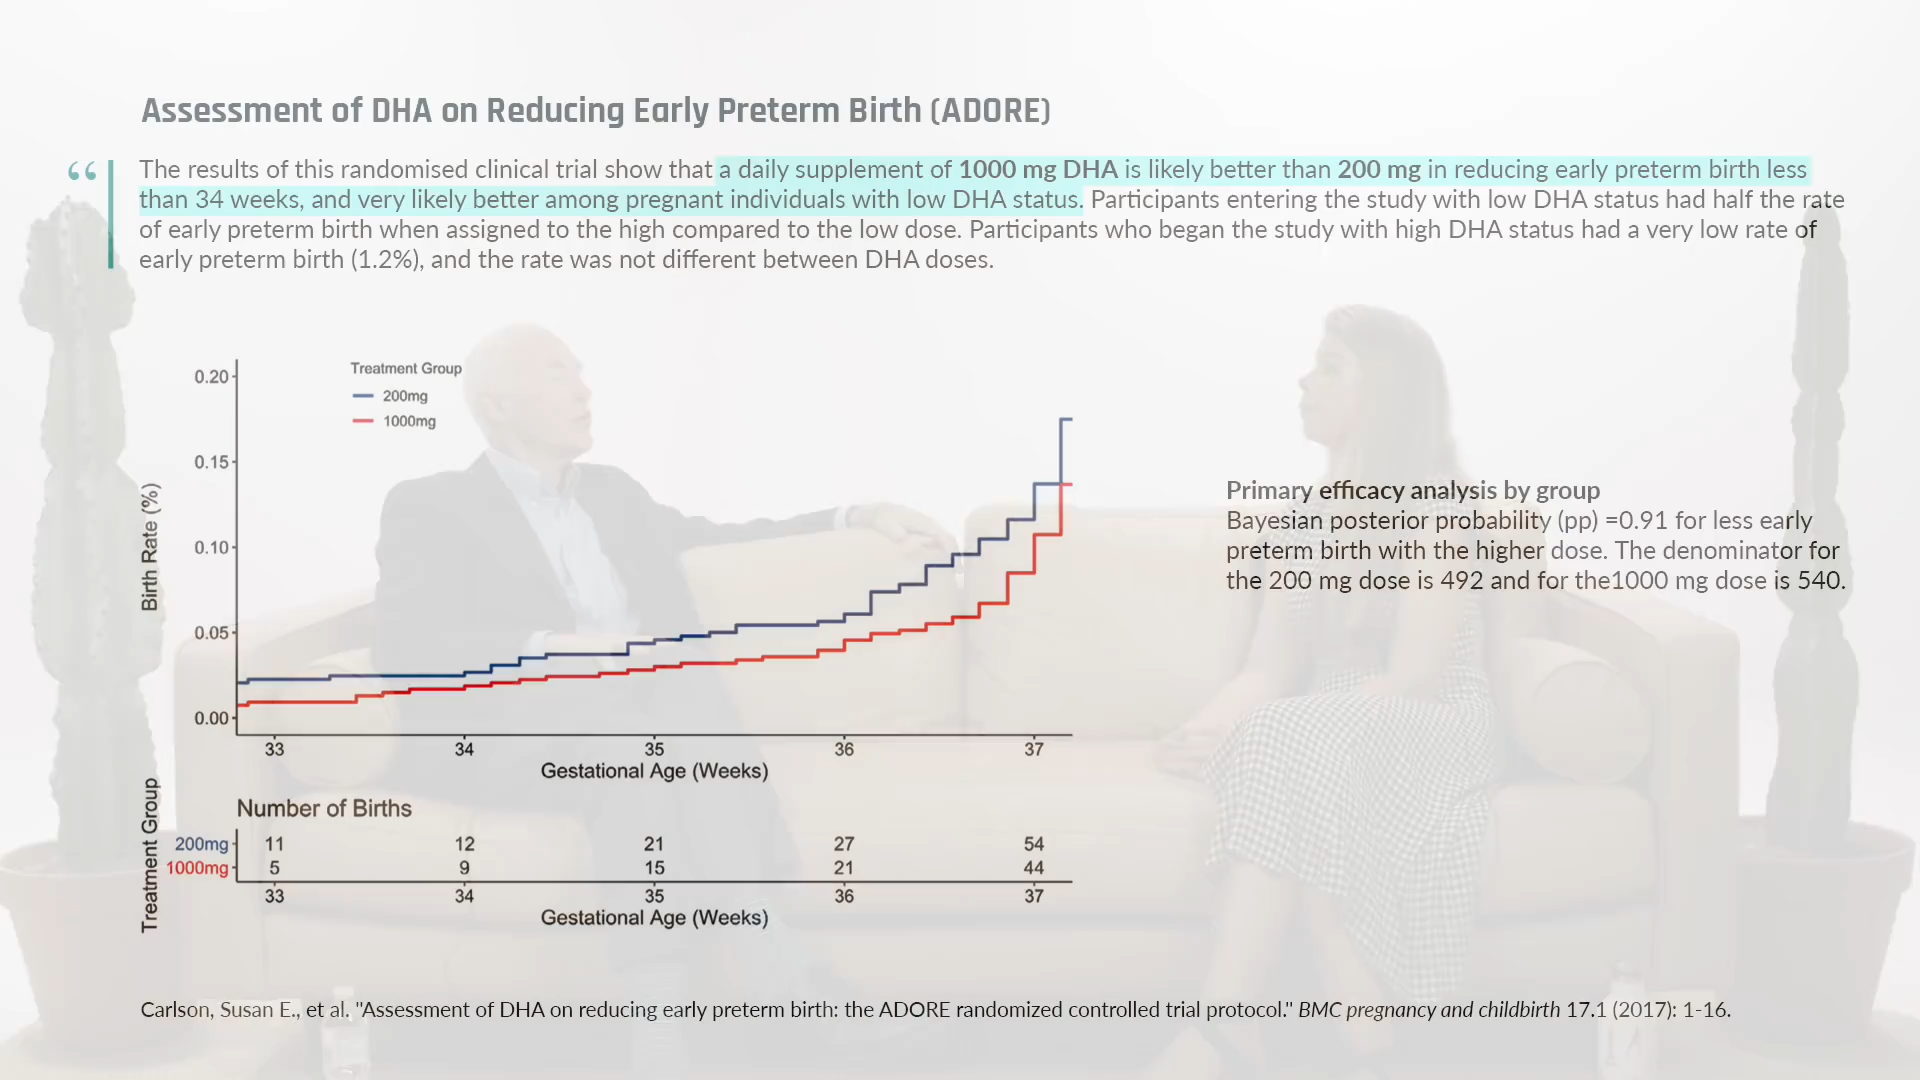 Assessment of DHA on Reducing Early Preterm Birth (ADORE)
“
The results of this randomised clinical trial show that a daily supplement of 1000 mg DHA is likely better than 200 mg in reducing early preterm birth less
than 34 weeks, and very likely better among pregnant individuals with low DHA status. Participants entering the study with low DHA status had half the rate
of early preterm birth when assigned to the high compared to the low dose. Participants who began the study with high DHA status had a very low rate of
early preterm birth (1.2%), and the rate was not different between DHA doses.
Treatment Group
200mg
1000mg
0.20
0.15
0.10
0.05
0.00
Birth Rate (%)
33 34 35 36 37
Gestational Age (Weeks)
Primary efficacy analysis by group
Bayesian posterior probability (pp) =0.91 for less early
preterm birth with the higher dose. The denominator for
the 200 mg dose is 492 and for the1000 mg dose is 540.
Number of Births
Treatment Group
200mg 11 12 21 27 54
1000mg 5 9 15 21 44
33 34 35 36 37
Gestational Age (Weeks)
Carlson, Susan E., et al. "Assessment of DHA on reducing early preterm birth: the ADORE randomized controlled trial protocol." BMC pregnancy and childbirth 17.1 (2017): 1-16.